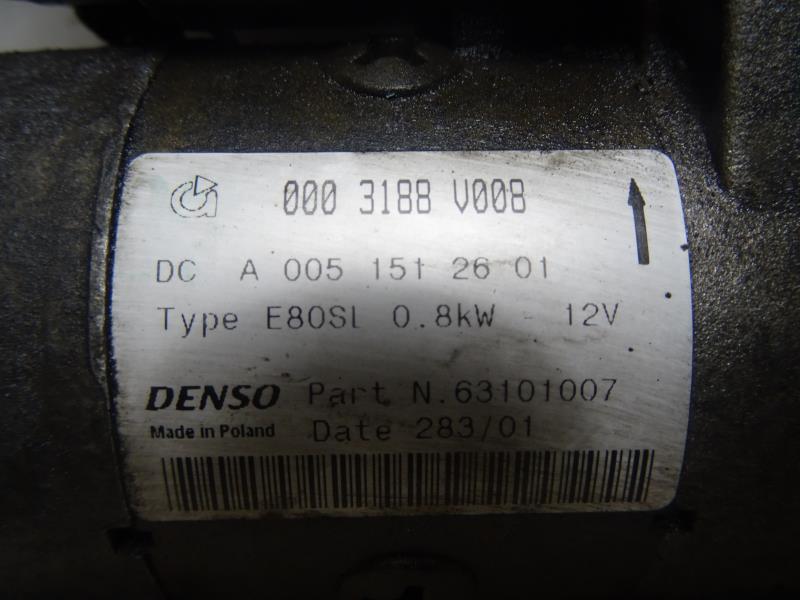 000 3188 V008
DC A 005 151 26 01
Type E80SL 0.8kW - 12V
DENSO Part N.63101007
Made in Poland Date 283/01